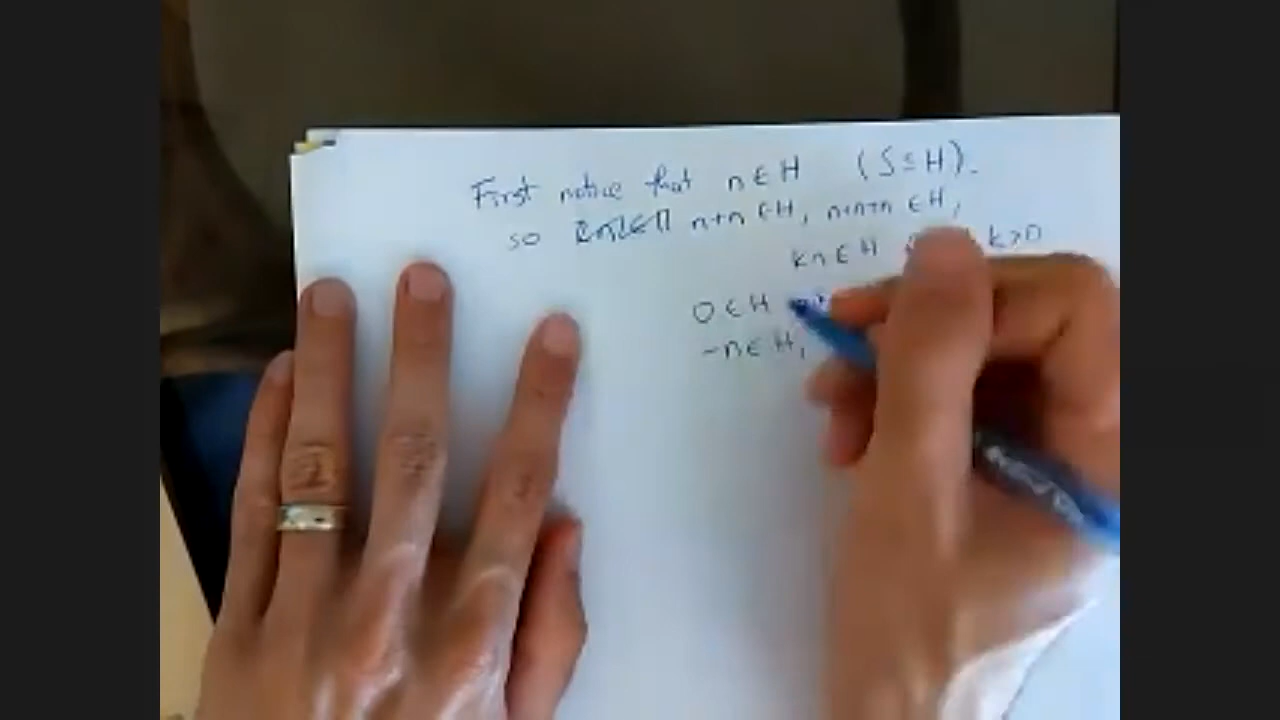 First notice that n ∈ H (S ⊆ H).
so n+n ∈ H, n+n+n ∈ H,
kn ∈ H k>0
0 ∈ H
-n ∈ H,